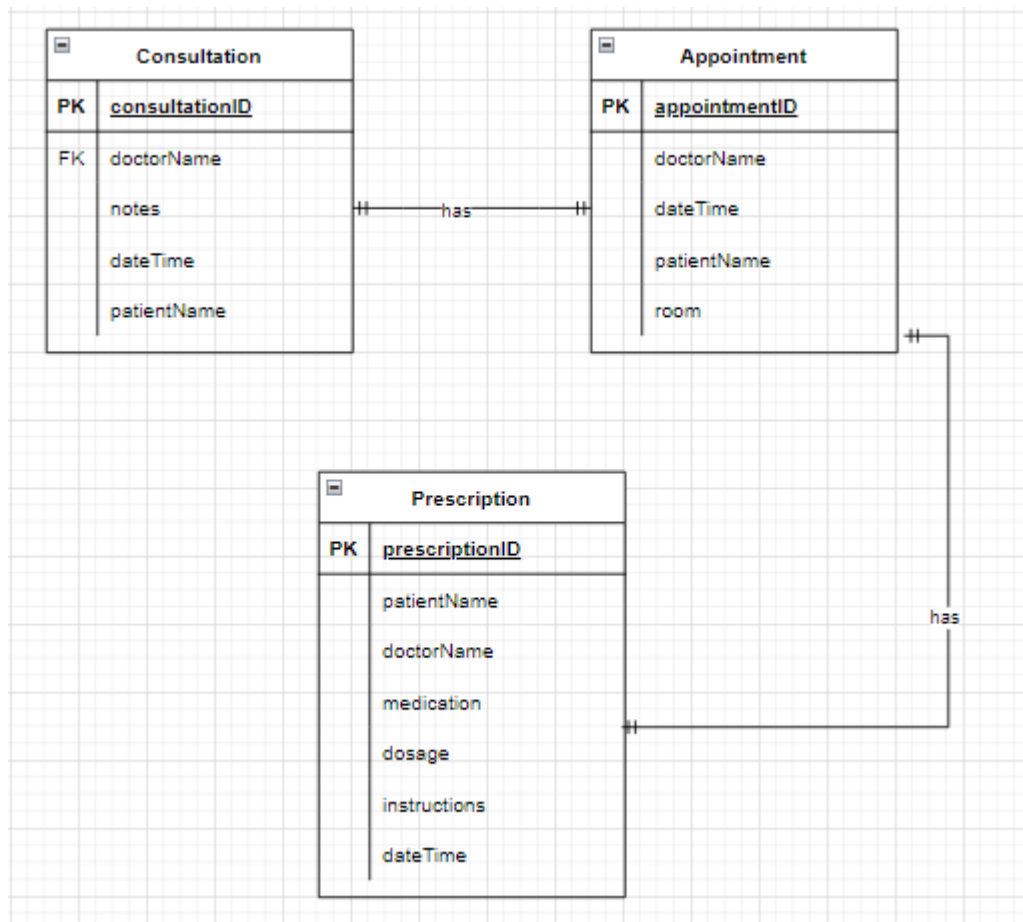 Consultation
PK consultationID
FK doctorName
notes
dateTime
patientName
has
Appointment
PK appointmentID
doctorName
dateTime
patientName
room
has
Prescription
PK prescriptionID
patientName
doctorName
medication
dosage
instructions
dateTime